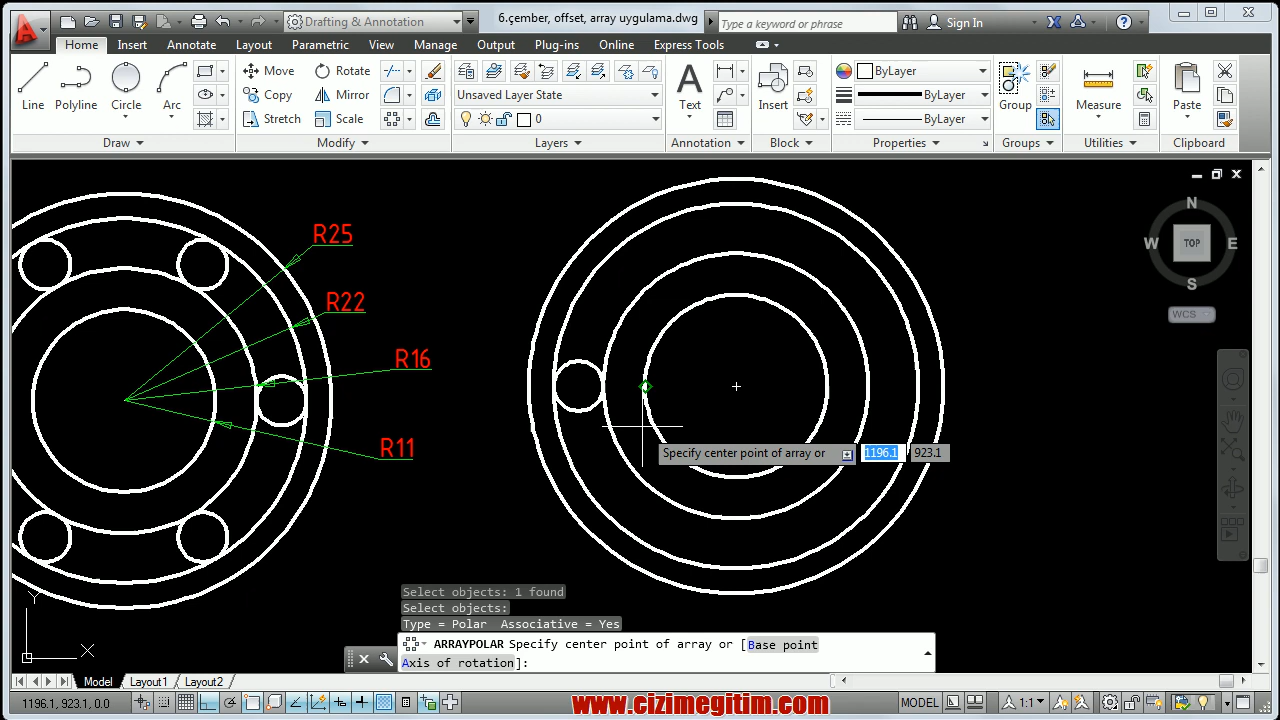 Drafting & Annotation
6.çember, offset, array uygulama.dwg
Type a keyword or phrase
Sign In
Home Insert Annotate Layout Parametric View Manage Output Plug-ins Online Express Tools
Line Polyline Circle Arc
Move Rotate
Copy Mirror
Stretch Scale
Unsaved Layer State
0
Text
Insert
ByLayer
ByLayer
ByLayer
Group
Measure
Paste
Draw Modify Layers Annotation Block Properties Groups Utilities Clipboard
R25
R22
R16
R11
N
W TOP E
S
WCS
Specify center point of array or 1196.1 923.1
Select objects: 1 found
Select objects:
Type = Polar Associative = Yes
ARRAYPOLAR Specify center point of array or [Base point
Axis of rotation]:
Y
X
Model Layout1 Layout2
1196.1, 923.1, 0.0
www.cizimegitim.com
MODEL
1:1